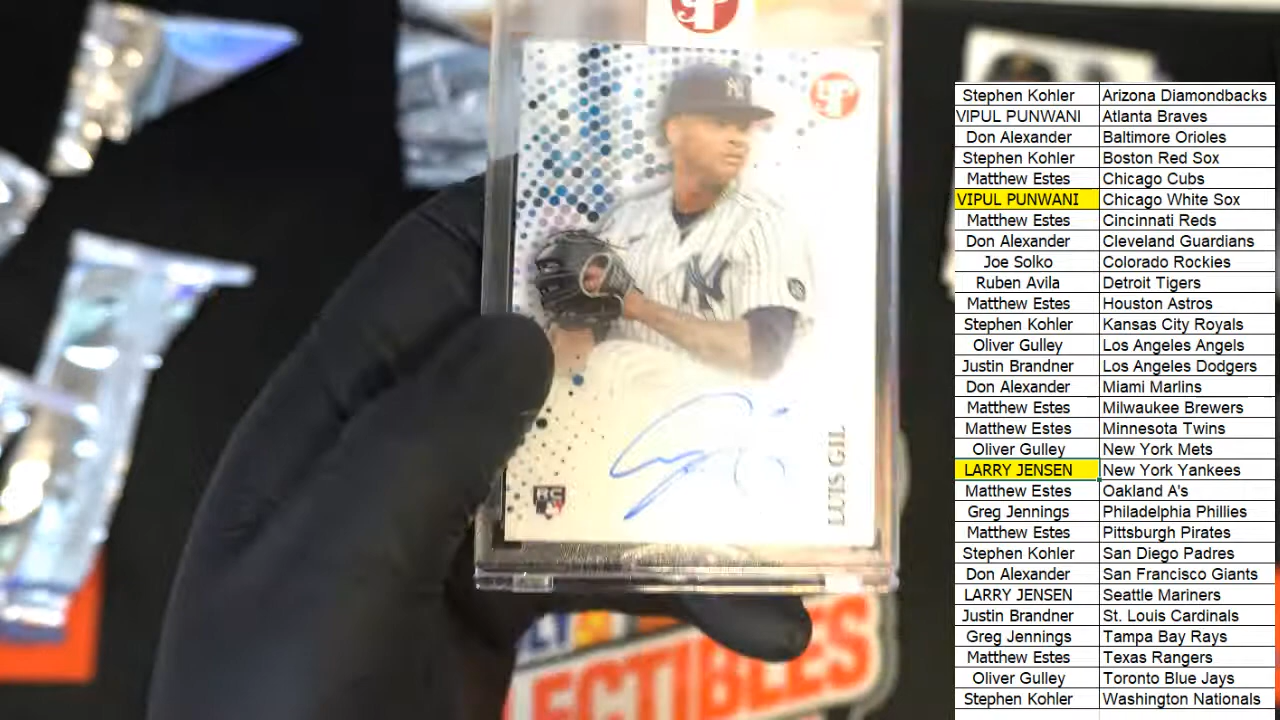 LUIS GIL
RC
ECTIBLES
Stephen Kohler Arizona Diamondbacks
VIPUL PUNWANI Atlanta Braves
Don Alexander Baltimore Orioles
Stephen Kohler Boston Red Sox
Matthew Estes Chicago Cubs
VIPUL PUNWANI Chicago White Sox
Matthew Estes Cincinnati Reds
Don Alexander Cleveland Guardians
Joe Solko Colorado Rockies
Ruben Avila Detroit Tigers
Matthew Estes Houston Astros
Stephen Kohler Kansas City Royals
Oliver Gulley Los Angeles Angels
Justin Brandner Los Angeles Dodgers
Don Alexander Miami Marlins
Matthew Estes Milwaukee Brewers
Matthew Estes Minnesota Twins
Oliver Gulley New York Mets
LARRY JENSEN New York Yankees
Matthew Estes Oakland A's
Greg Jennings Philadelphia Phillies
Matthew Estes Pittsburgh Pirates
Stephen Kohler San Diego Padres
Don Alexander San Francisco Giants
LARRY JENSEN Seattle Mariners
Justin Brandner St. Louis Cardinals
Greg Jennings Tampa Bay Rays
Matthew Estes Texas Rangers
Oliver Gulley Toronto Blue Jays
Stephen Kohler Washington Nationals